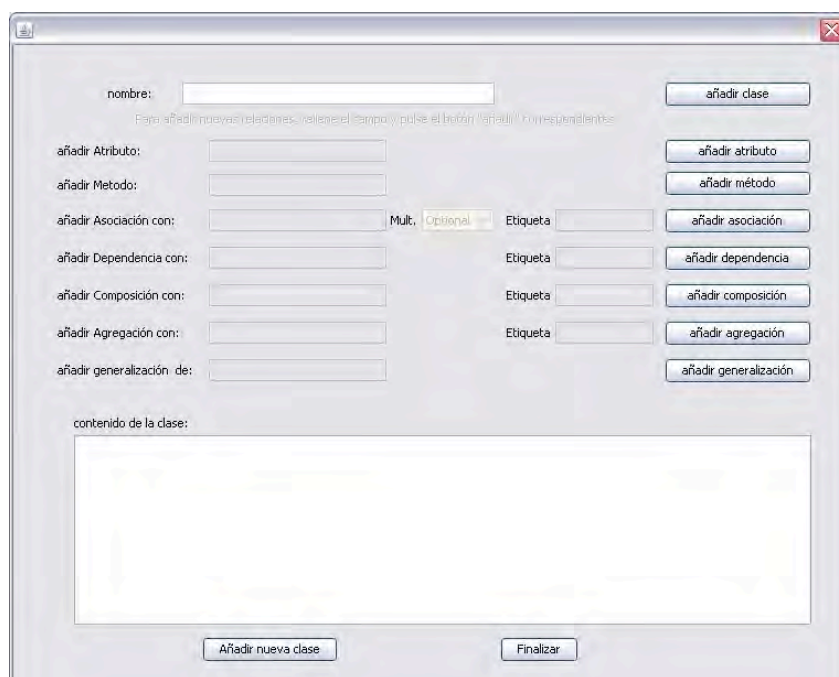 nombre: añadir clase
Para añadir nuevas relaciones, rellene el campo y pulse el botón "añadir" correspondientes
añadir Atributo: añadir atributo
añadir Metodo: añadir método
añadir Asociación con: Mult. Optional Etiqueta añadir asociación
añadir Dependencia con: Etiqueta añadir dependencia
añadir Composición con: Etiqueta añadir composición
añadir Agregación con: Etiqueta añadir agregación
añadir generalización de: añadir generalización
contenido de la clase:
Añadir nueva clase Finalizar